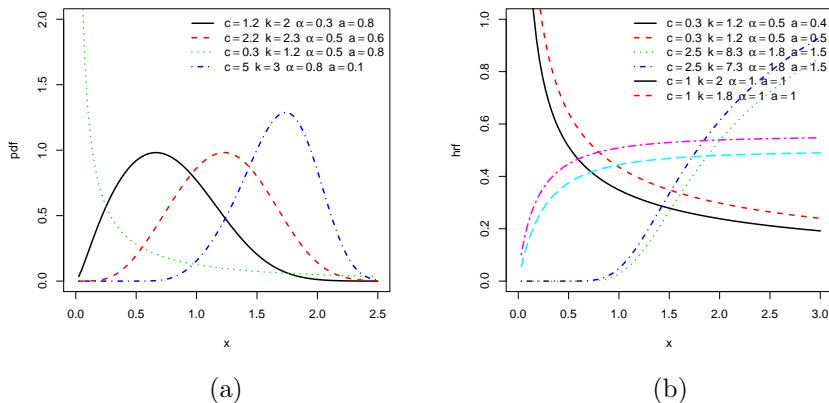 c=1.2 k=2 α=0.3 a=0.8
c=2.2 k=2.3 α=0.5 a=0.6
c=0.3 k=1.2 α=0.5 a=0.8
c=5 k=3 α=0.8 a=0.1
pdf
2.0
1.5
1.0
0.5
0.0
0.0 0.5 1.0 1.5 2.0 2.5
x
(a)
c=0.3 k=1.2 α=0.5 a=0.4
c=0.3 k=1.2 α=0.5 a=0.5
c=2.5 k=8.3 α=1.8 a=1.5
c=2.5 k=7.3 α=1.8 a=1.5
c=1 k=2 α=1 a=1
c=1 k=1.8 α=1 a=1
hrf
1.0
0.8
0.6
0.4
0.2
0.0
0.0 0.5 1.0 1.5 2.0 2.5 3.0
x
(b)